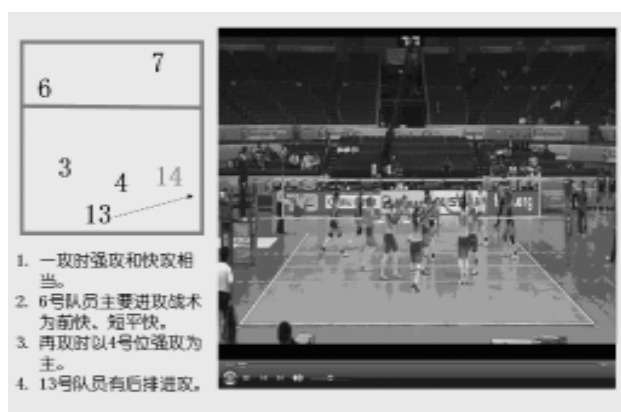 7
6
3
4
14
13
1. 一攻时强攻和快攻相
当。
2. 6号队员主要进攻战术
为前快、短平快。
3. 再攻时以4号位强攻为
主。
4. 13号队员有后排进攻。